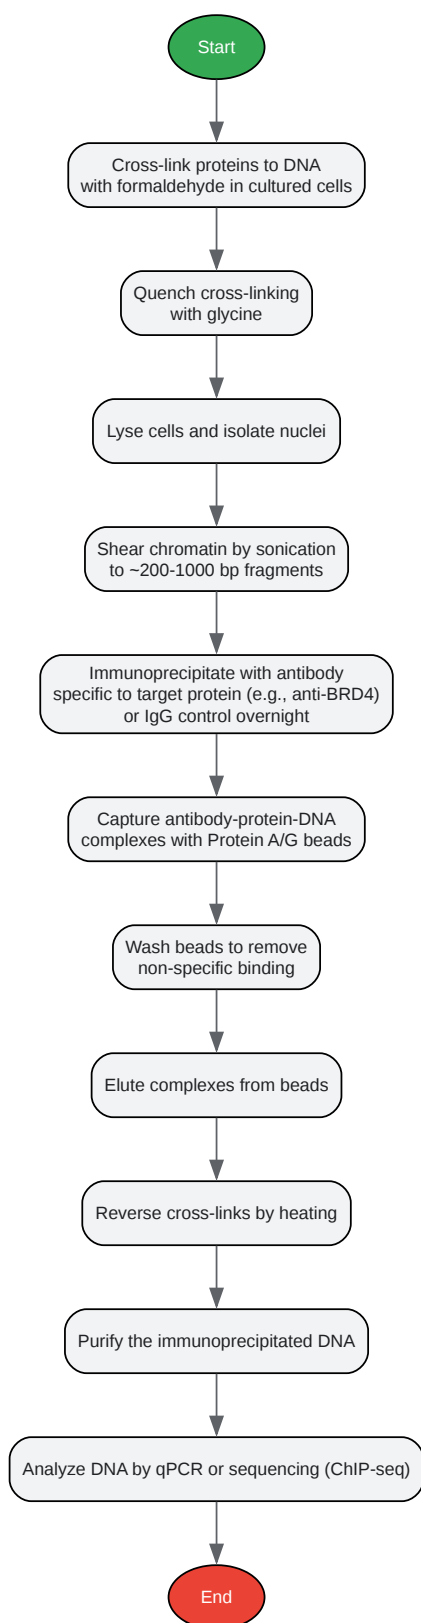 Start
Cross-link proteins to DNA
with formaldehyde in cultured cells
Quench cross-linking
with glycine
Lyse cells and isolate nuclei
Shear chromatin by sonication
to ~200-1000 bp fragments
Immunoprecipitate with antibody
specific to target protein (e.g., anti-BRD4)
or IgG control overnight
Capture antibody-protein-DNA
complexes with Protein A/G beads
Wash beads to remove
non-specific binding
Elute complexes from beads
Reverse cross-links by heating
Purify the immunoprecipitated DNA
Analyze DNA by qPCR or sequencing (ChIP-seq)
End